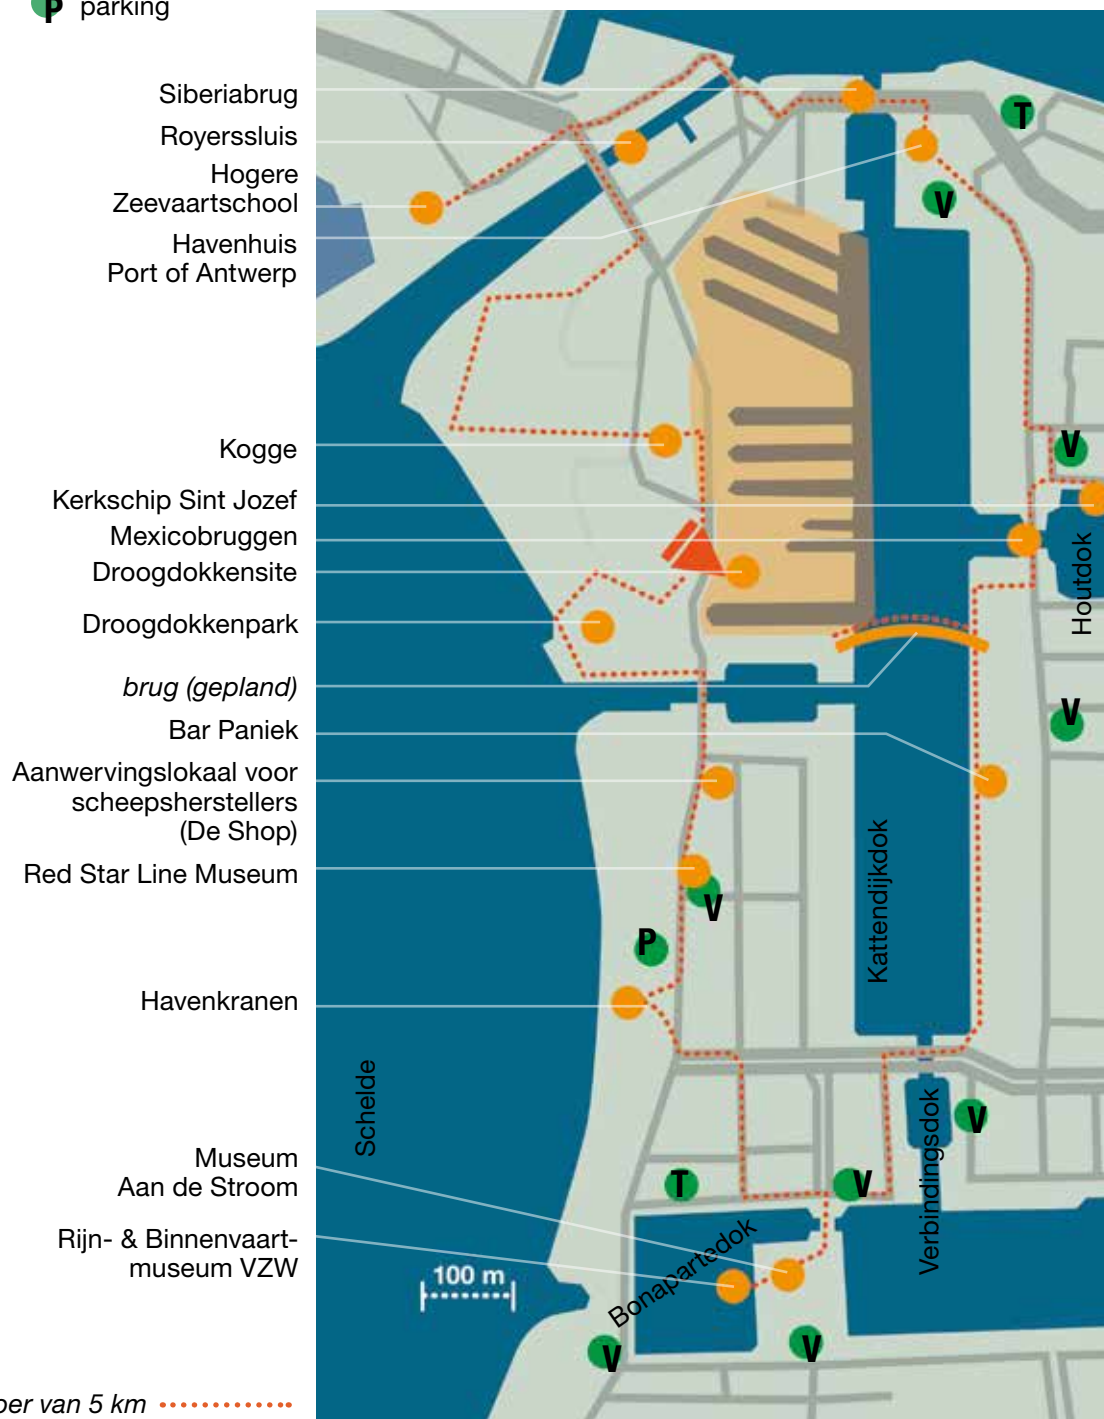 P parking
Siberiabrug
Royerssluis
Hogere
Zeevaartschool
Havenhuis
Port of Antwerp
Kogge
Kerkschip Sint Jozef
Mexicobruggen
Droogdokkensite
Droogdokkenpark
brug (gepland)
Bar Paniek
Aanwervingslokaal voor
scheepsherstellers
(De Shop)
Red Star Line Museum
Havenkranen
Museum
Aan de Stroom
Rijn- & Binnenvaart-
museum VZW
van 5 km
T
V
V
Houtdok
V
Kattendijkdok
V
P
Schelde
V
Verbindingsdok
T
V
Bonapartedok
100 m
V
V